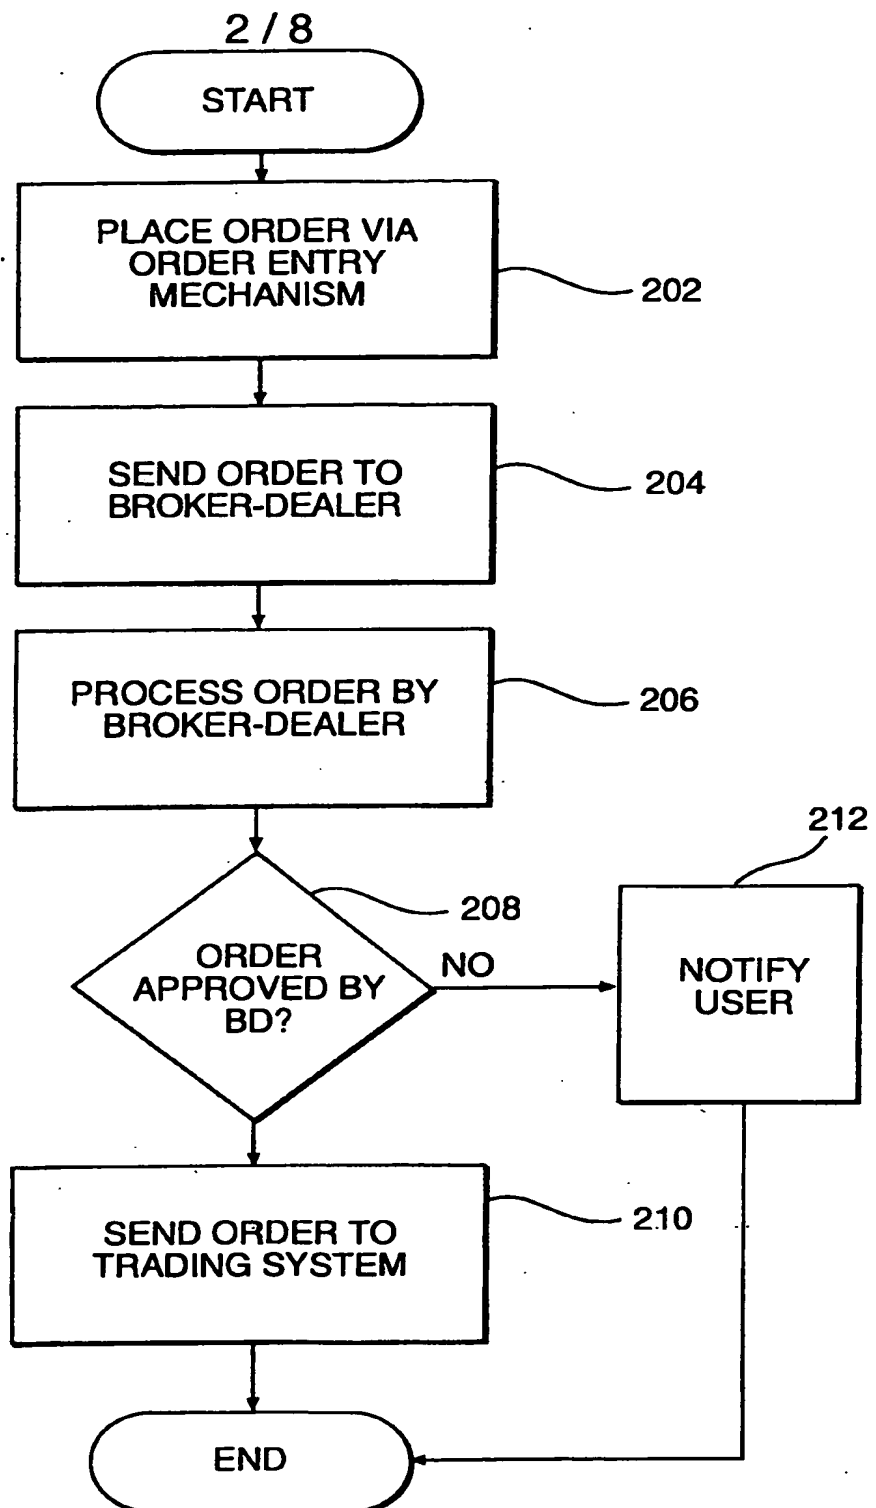 2 / 8
START
PLACE ORDER VIA
ORDER ENTRY
MECHANISM
202
SEND ORDER TO
BROKER-DEALER
204
PROCESS ORDER BY
BROKER-DEALER
206
212
208
ORDER
APPROVED BY
BD?
NO
NOTIFY
USER
SEND ORDER TO
TRADING SYSTEM
210
END